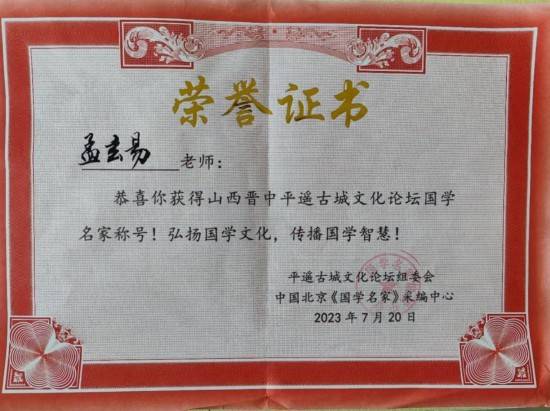 荣誉证书
孟玄易 老师：
恭喜你获得山西晋中平遥古城文化论坛国学
名家称号！弘扬国学文化，传播国学智慧！
平遥古城文化论坛组委会
中国北京《国学名家》采编中心
2023年7月20日